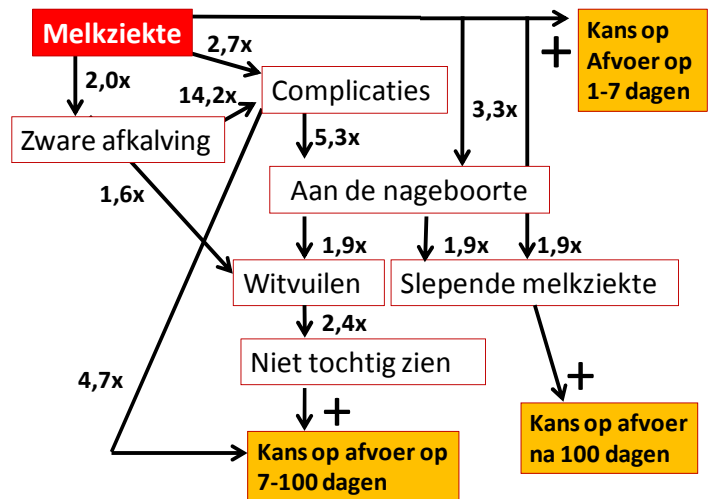 Melkziekte
2,7x
+
Kans op
Afvoer op
1-7 dagen
2,0x
14,2x
Complicaties
3,3x
Zware afkalving
5,3x
1,6x
Aan de nageboorte
1,9x
1,9x
1,9x
Witvuilen
Slepende melkziekte
2,4x
4,7x
Niet tochtig zien
+
+
Kans op afvoer op
7-100 dagen
Kans op afvoer
na 100 dagen